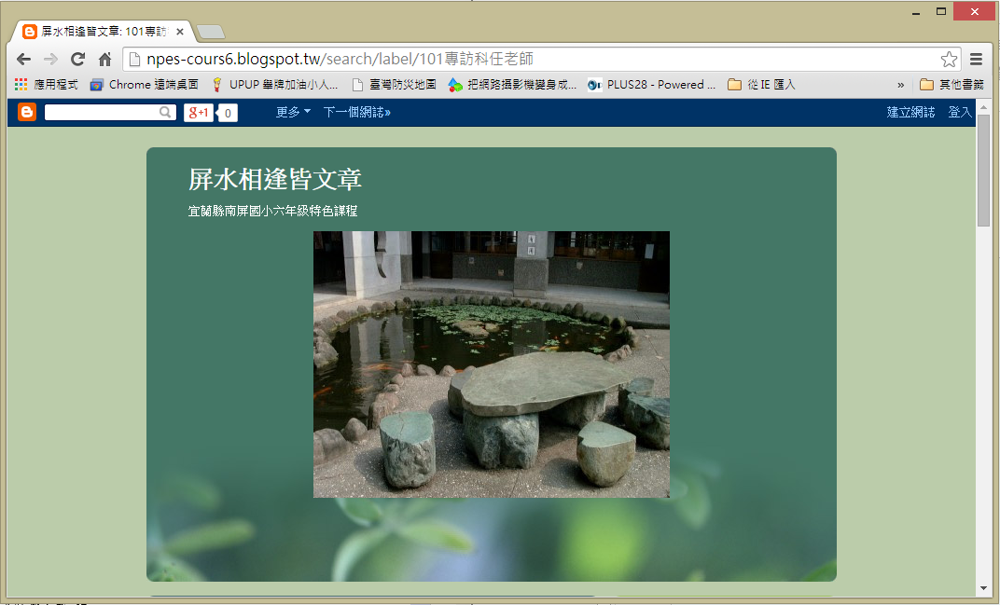 屏水相逢皆文章: 101專訪
npes-cours6.blogspot.tw/search/label/101專訪科任老師
應用程式 Chrome 遠端桌面 UPUP 舉牌加油小人... 臺灣防災地圖 把網路攝影機變身成... PLUS28 - Powered ... 從 IE 匯入 » 其他書籤
g+1 0 更多 下一個網誌» 建立網誌 登入
屏水相逢皆文章
宜蘭縣南屏國小六年級特色課程